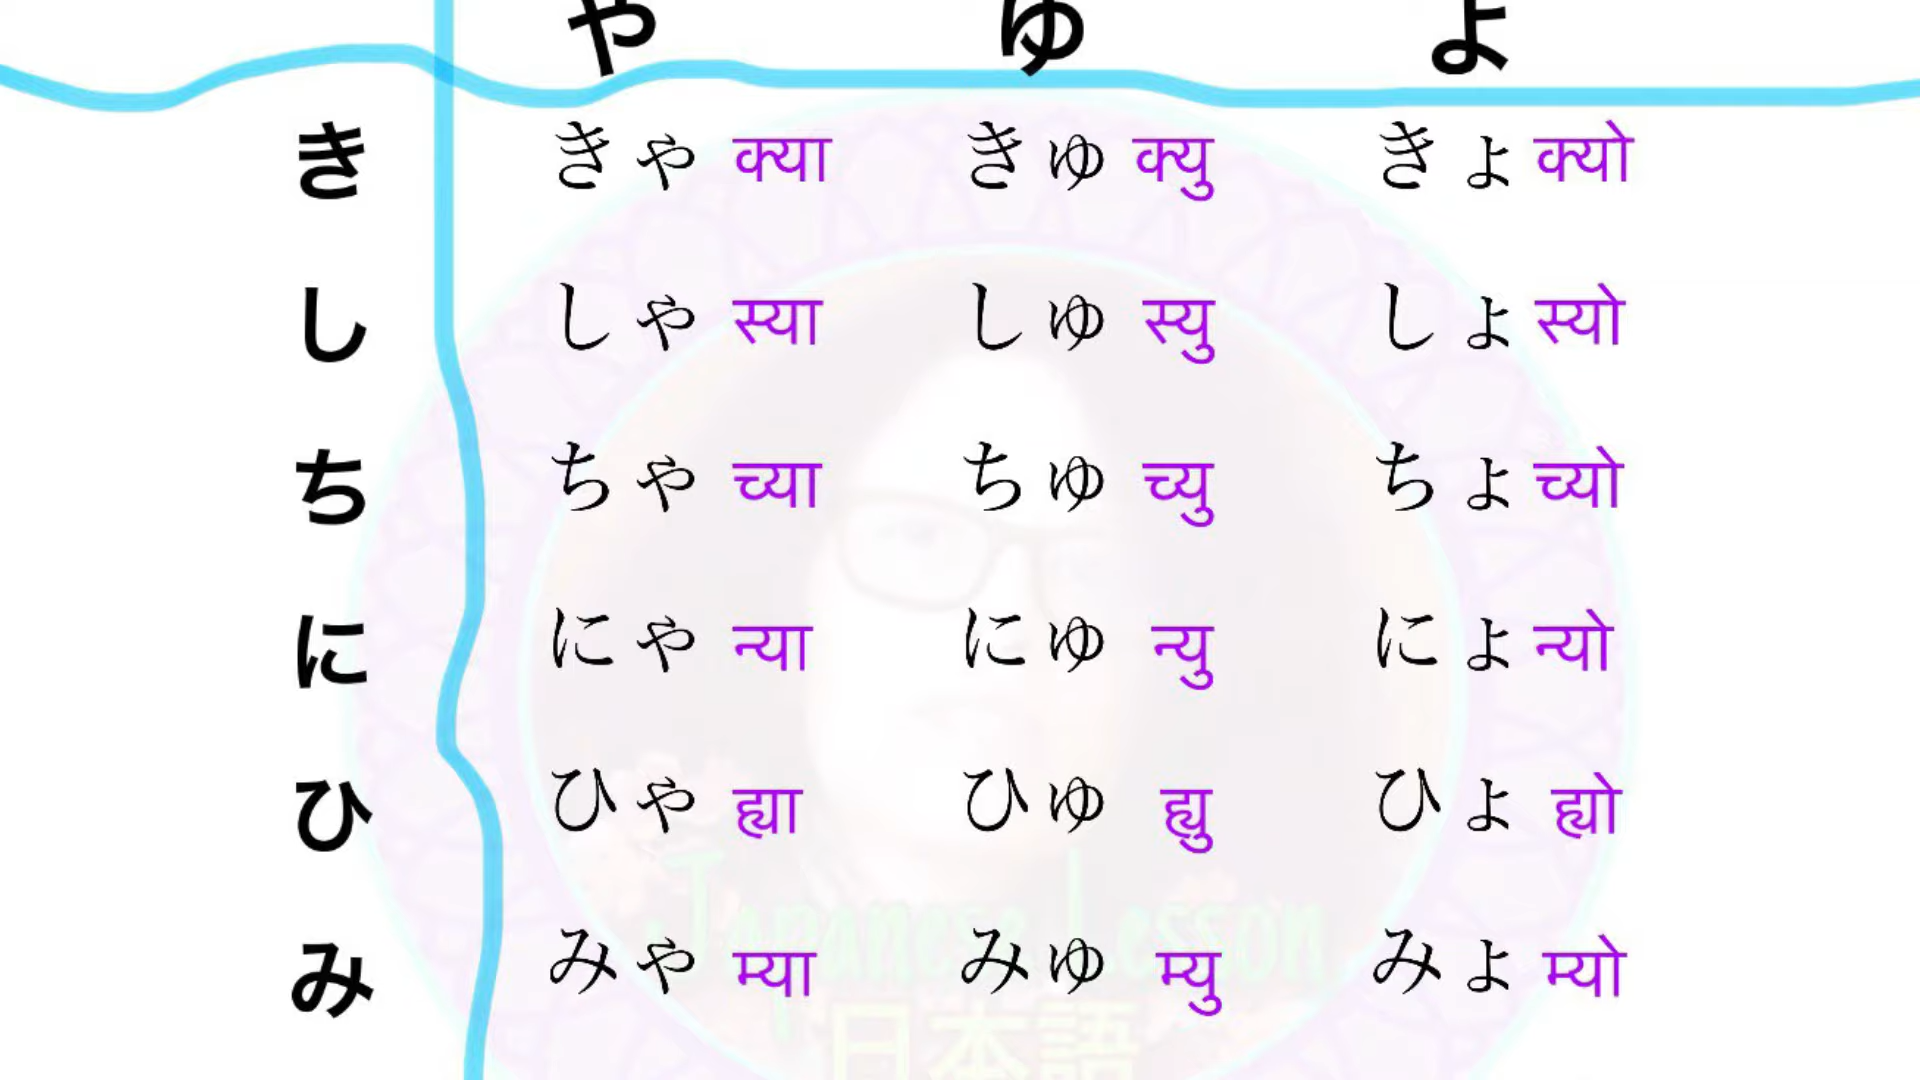 や ゆ よ
き きゃ क्या きゅ क्यु きょ क्यो
し しゃ स्या しゅ स्यु しょ स्यो
ち ちゃ च्या ちゅ च्यु ちょ च्यो
に にゃ न्या にゅ न्यु にょ न्यो
ひ ひゃ ह्या ひゅ ह्यु ひょ ह्यो
み みゃ म्या みゅ म्यु みょ म्यो
Japanese Lesson
日本語